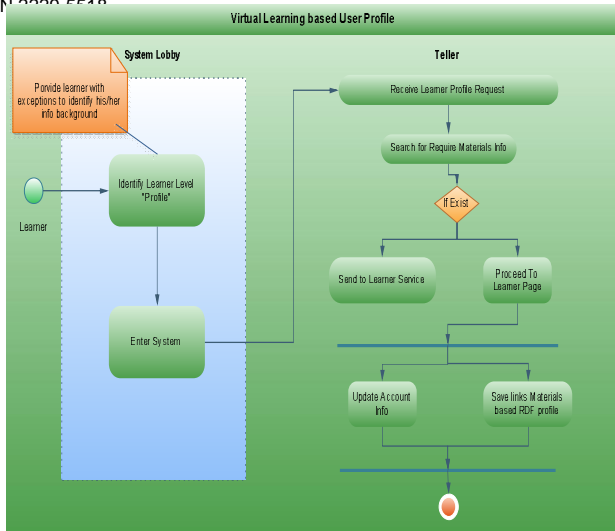 Virtual Learning based User Profile
System Lobby
Teller
Porvide learner with
exceptions to identify his/her
info background
Receive Learner Profile Request
Search for Require Materials Info
Identify Learner Level
"Profile"
If Exist
Learner
Send to Learner Service
Proceed To
Learner Page
Enter System
Update Account
Info
Save links Materials
based RDF profile